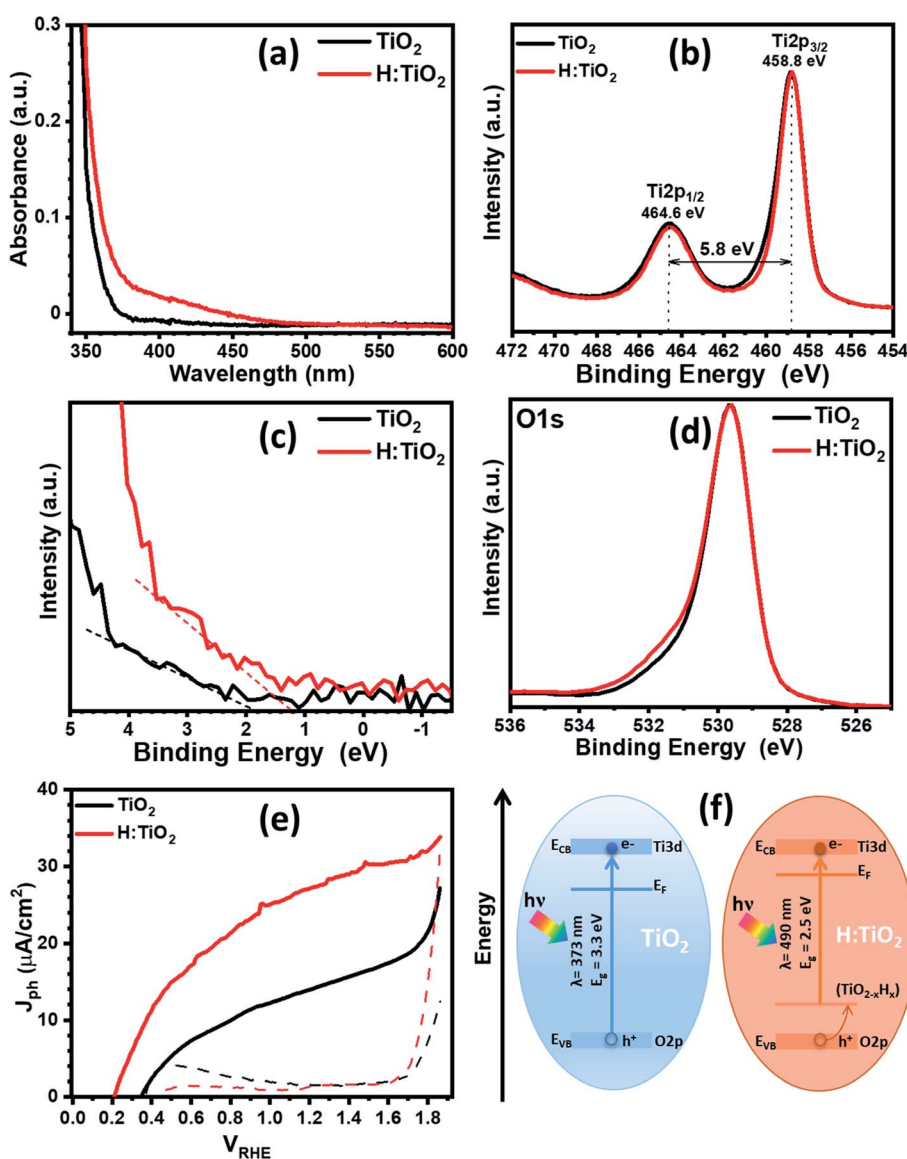 (a)
TiO2
H:TiO2
Absorbance (a.u.)
0.3
0.2
0.1
0
350 400 450 500 550 600
Wavelength (nm)
(b)
TiO2
H:TiO2
Ti2p3/2
458.8 eV
Ti2p1/2
464.6 eV
5.8 eV
Intensity (a.u.)
472 470 468 466 464 462 460 458 456 454
Binding Energy (eV)
(c)
TiO2
H:TiO2
Intensity (a.u.)
5 4 3 2 1 0 -1
Binding Energy (eV)
O1s
(d)
TiO2
H:TiO2
Intensity (a.u.)
536 534 532 530 528 526
Binding Energy (eV)
(e)
TiO2
H:TiO2
Jph (μA/cm2)
40
30
20
10
0
0.0 0.2 0.4 0.6 0.8 1.0 1.2 1.4 1.6 1.8
VRHE
(f)
Energy
ECB e- Ti3d
EF
hν
λ= 373 nm
Eg = 3.3 eV
TiO2
EVB h+ O2p
ECB e- Ti3d
EF
hν
λ= 490 nm
Eg = 2.5 eV
H:TiO2
(TiO2-xHx)
EVB h+ O2p